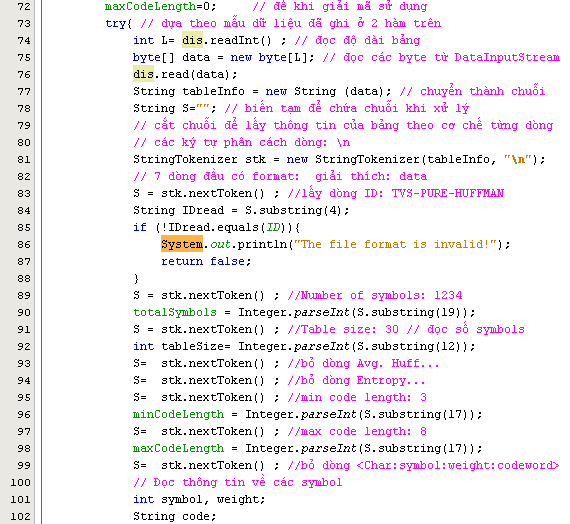 72 maxCodeLength=0; // để khi giải mã sử dụng
73 try{ // dựa theo mẫu dữ liệu đã ghi ở 2 hàm trên
74 int L= dis.readInt() ; // đọc độ dài bảng
75 byte[] data = new byte[L]; // đọc các byte từ DataInputStream
76 dis.read(data);
77 String tableInfo = new String (data); // chuyển thành chuỗi
78 String S=""; // biến tạm để chứa chuỗi khi xử lý
79 // cắt chuỗi để lấy thông tin của bảng theo cơ chế từng dòng
80 // các ký tự phân cách dòng: \n
81 StringTokenizer stk = new StringTokenizer(tableInfo, "\n");
82 // 7 dòng đầu có format: giải thích: data
83 S = stk.nextToken() ; //lấy dòng ID: TVS-PURE-HUFFMAN
84 String IDread = S.substring(4);
85 if (!IDread.equals(ID)){
86 System.out.println("The file format is invalid!");
87 return false;
88 }
89 S = stk.nextToken() ; //Number of symbols: 1234
90 totalSymbols = Integer.parseInt(S.substring(19));
91 S = stk.nextToken() ; //Table size: 30 // đọc số symbols
92 int tableSize= Integer.parseInt(S.substring(12));
93 S= stk.nextToken() ; //bỏ dòng Avg. Huff...
94 S= stk.nextToken() ; //bỏ dòng Entropy...
95 S= stk.nextToken() ; //min code length: 3
96 minCodeLength = Integer.parseInt(S.substring(17));
97 S= stk.nextToken() ; //max code length: 8
98 maxCodeLength = Integer.parseInt(S.substring(17));
99 S= stk.nextToken() ; //bỏ dòng <Char:symbol:weight:codeword>
100 // Đọc thông tin về các symbol
101 int symbol, weight;
102 String code;